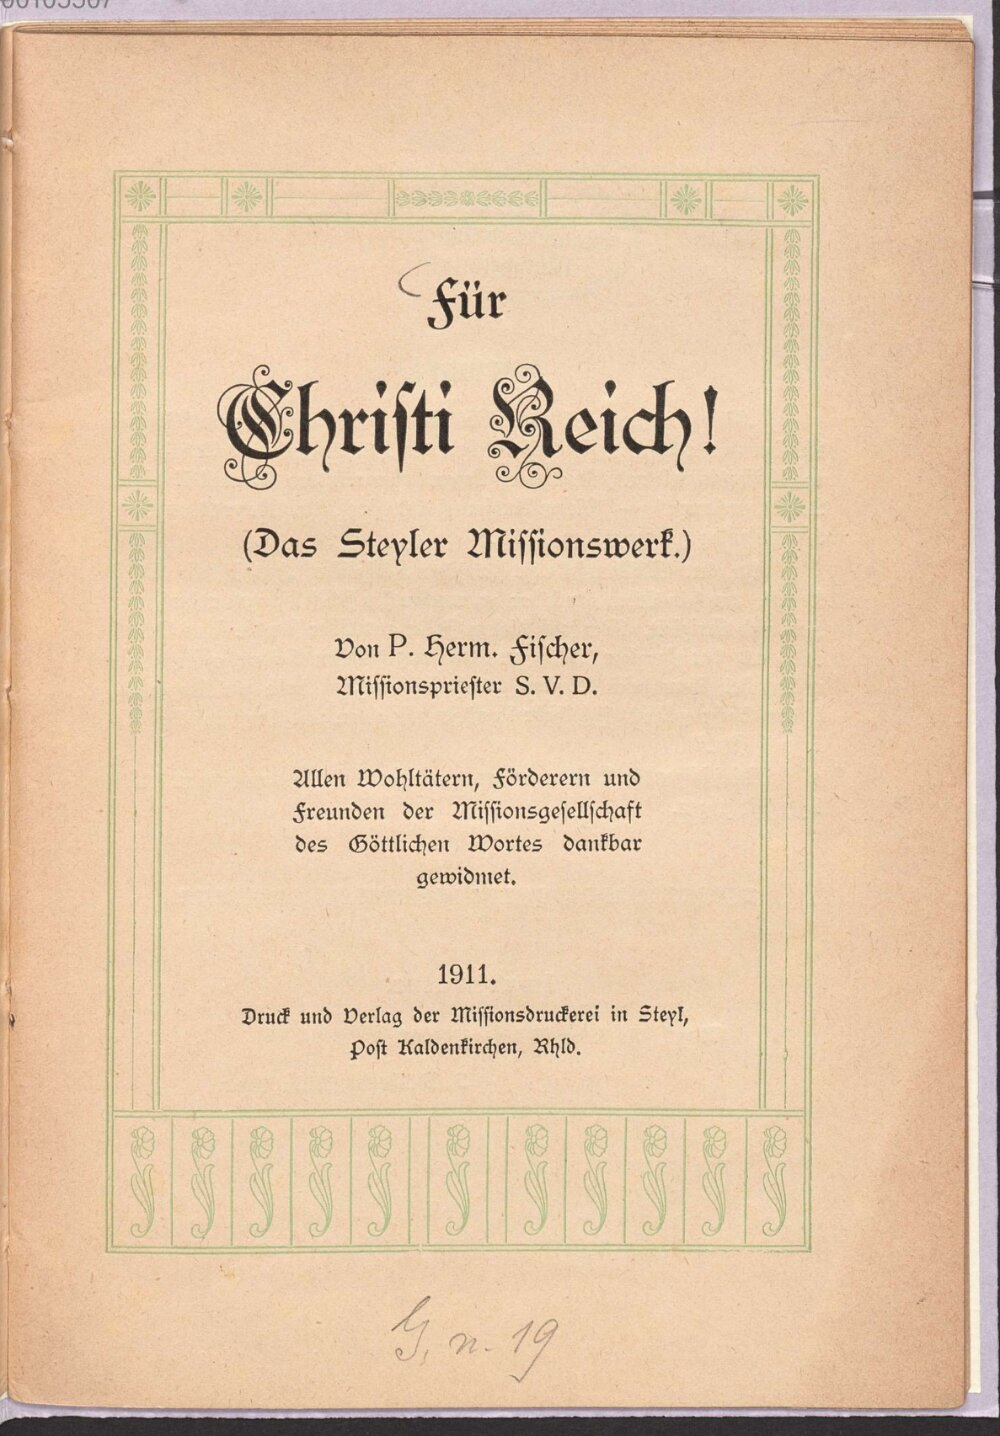 Für
Christi Reich!
(Das Steyler Missionswerk.)
Von P. Herm. Fischer,
Missionspriester S. V. D.
Allen Wohltätern, Förderern und
Freunden der Missionsgesellschaft
des Göttlichen Wortes dankbar
gewidmet.
1911.
Druck und Verlag der Missionsdruckerei in Steyl,
Post Kaldenkirchen, Rhld.
G. n. 19